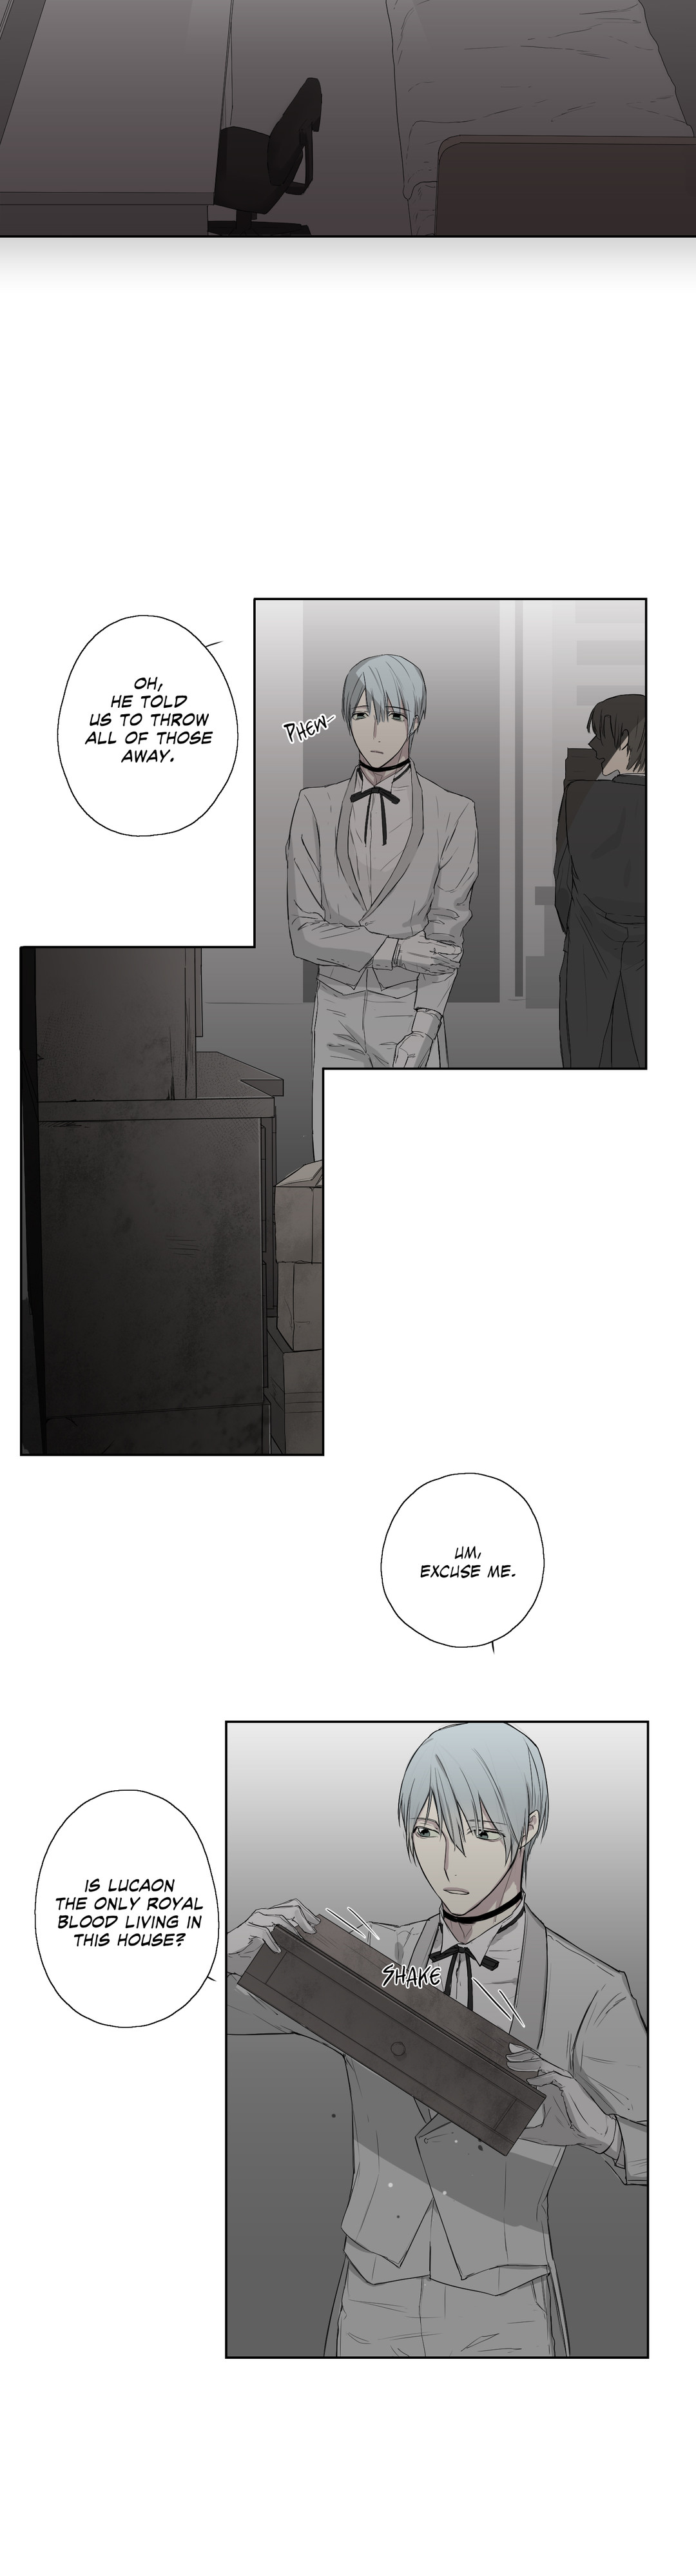 OH,
HE TOLD
US TO THROW
ALL OF THOSE
AWAY.
PHEW-
UM,
EXCUSE ME.
IS LUCAON
THE ONLY ROYAL
BLOOD LIVING IN
THIS HOUSE?
SHAKE